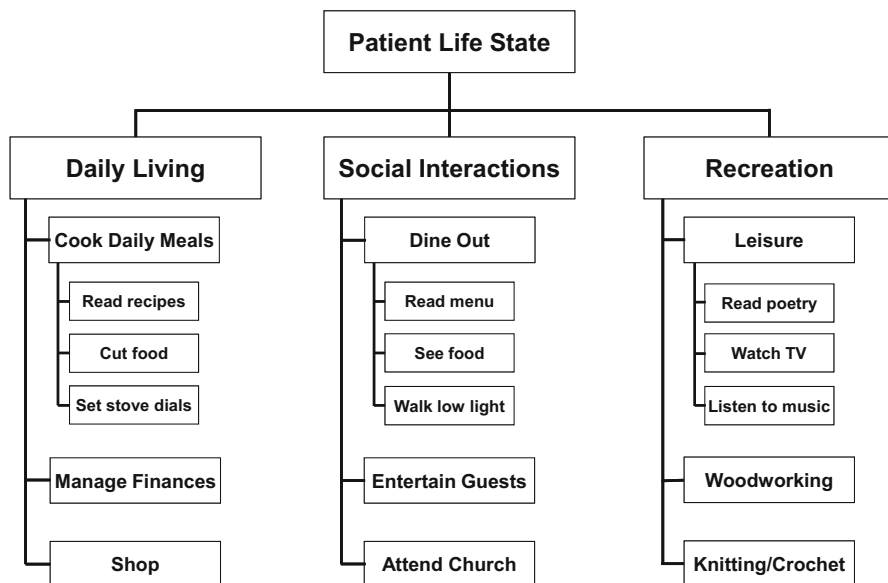 Patient Life State
Daily Living
Social Interactions
Recreation
Cook Daily Meals
Read recipes
Cut food
Set stove dials
Manage Finances
Shop
Dine Out
Read menu
See food
Walk low light
Entertain Guests
Attend Church
Leisure
Read poetry
Watch TV
Listen to music
Woodworking
Knitting/Crochet